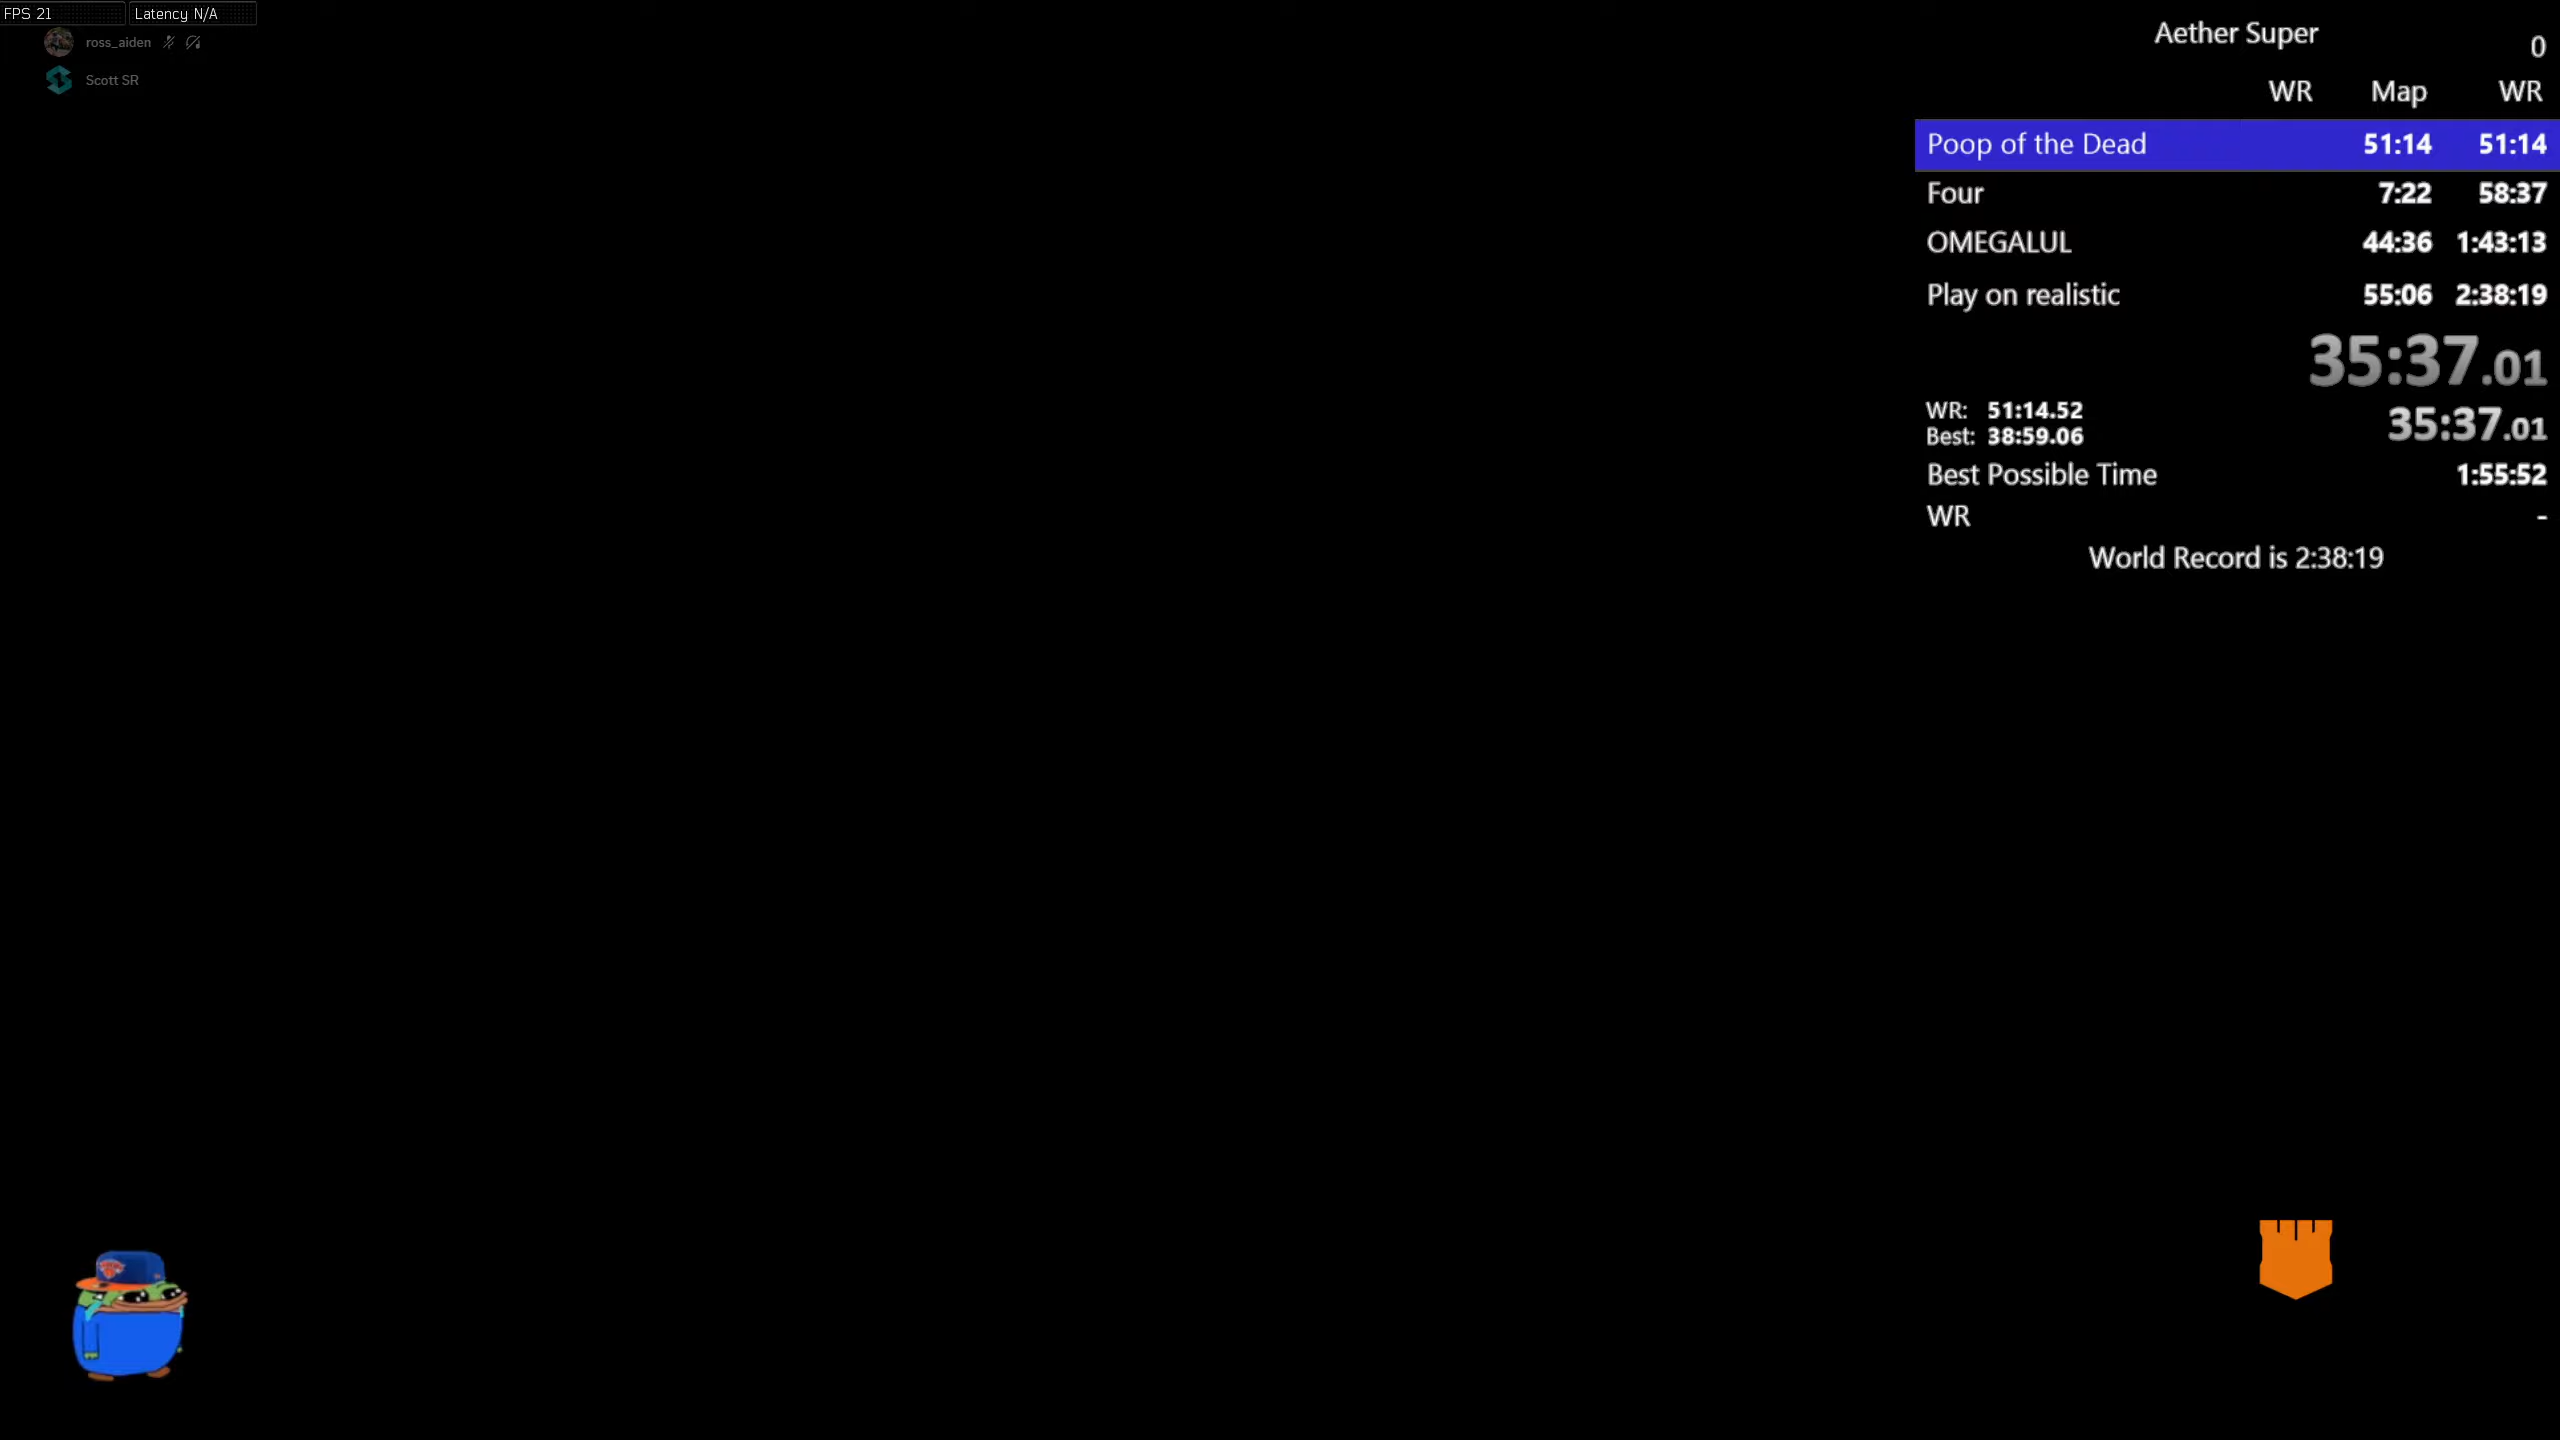 FPS 21 Latency N/A
ross_aiden
Scott SR
Aether Super
0
WR Map WR
Poop of the Dead 51:14 51:14
Four 7:22 58:37
OMEGALUL 44:36 1:43:13
Play on realistic 55:06 2:38:19
35:37.01
WR: 51:14.52
Best: 38:59.06
35:37.01
Best Possible Time 1:55:52
WR -
World Record is 2:38:19